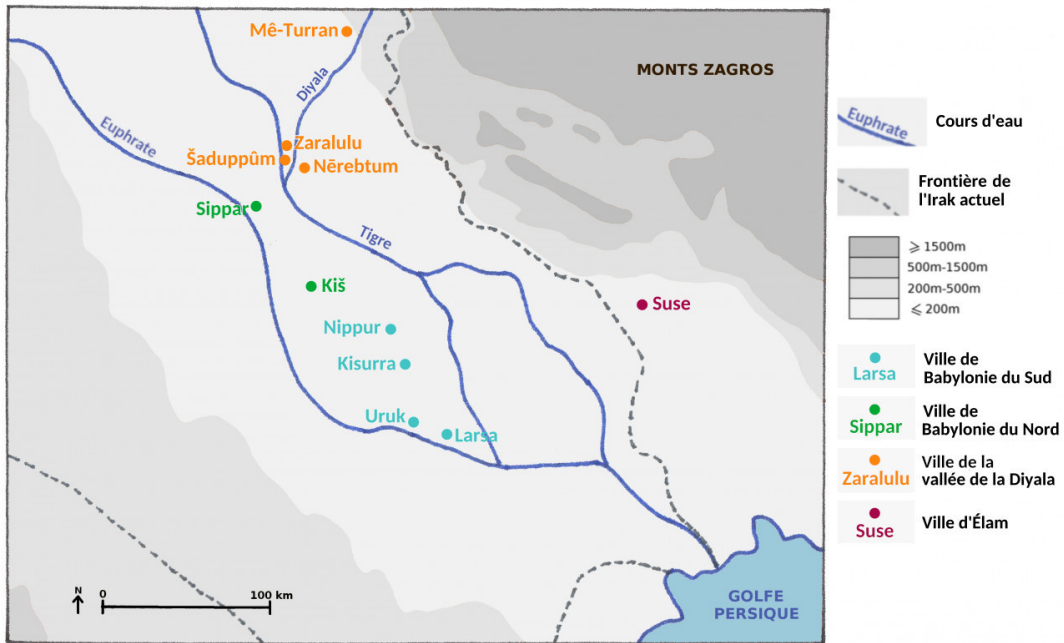 Mê-Turran
MONTS ZAGROS
Diyala
Euphrate
Zaralulu
Šaduppûm
Nērebtum
Sippar
Tigre
Kiš
Suse
Nippur
Kisurra
Uruk
Larsa
N
0
100 km
GOLFE
PERSIQUE
Euphrate
Cours d'eau
Frontière de
l'Irak actuel
⩾ 1500m
500m-1500m
200m-500m
⩽ 200m
Larsa
Ville de
Babylonie du Sud
Sippar
Ville de
Babylonie du Nord
Zaralulu
Ville de la
vallée de la Diyala
Suse
Ville d'Élam